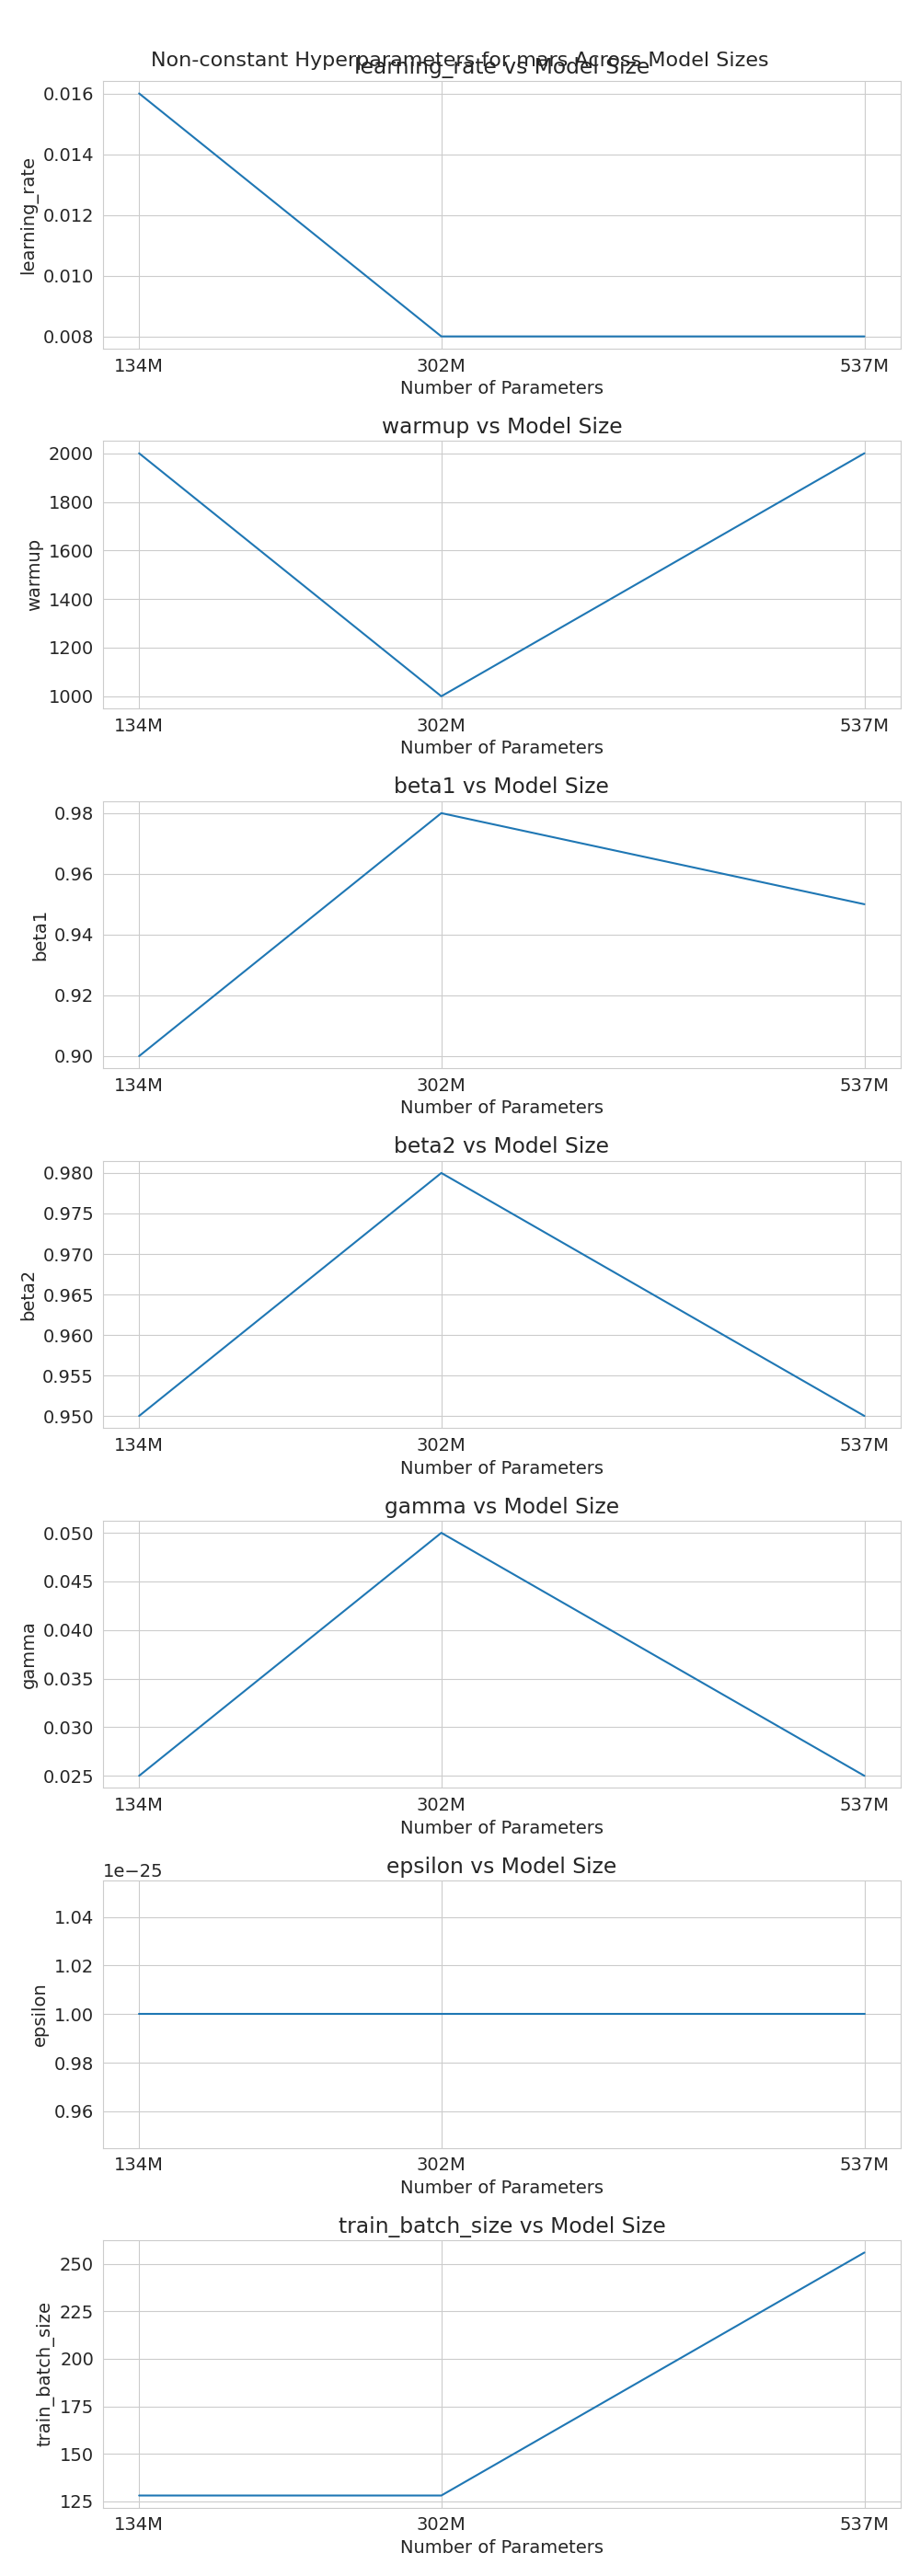 Non-constant Hyperparameters for mars Across Model Sizes
learning_rate vs Model Size
0.016
0.014
0.012
0.010
0.008
learning_rate
134M 302M 537M
Number of Parameters
warmup vs Model Size
2000
1800
1600
1400
1200
1000
warmup
134M 302M 537M
Number of Parameters
beta1 vs Model Size
0.98
0.96
0.94
0.92
0.90
beta1
134M 302M 537M
Number of Parameters
beta2 vs Model Size
0.980
0.975
0.970
0.965
0.960
0.955
0.950
beta2
134M 302M 537M
Number of Parameters
gamma vs Model Size
0.050
0.045
0.040
0.035
0.030
0.025
gamma
134M 302M 537M
Number of Parameters
epsilon vs Model Size
1e−25
1.04
1.02
1.00
0.98
0.96
epsilon
134M 302M 537M
Number of Parameters
train_batch_size vs Model Size
250
225
200
175
150
125
train_batch_size
134M 302M 537M
Number of Parameters